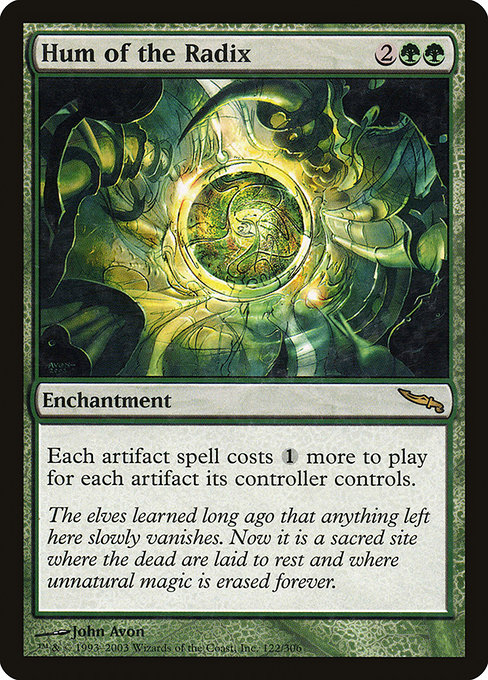 Hum of the Radix 2
Enchantment
Each artifact spell costs 1 more to play
for each artifact its controller controls.
The elves learned long ago that anything left
here slowly vanishes. Now it is a sacred site
where the dead are laid to rest and where
unnatural magic is erased forever.
John Avon
™ & © 1993–2003 Wizards of the Coast, Inc. 122/306